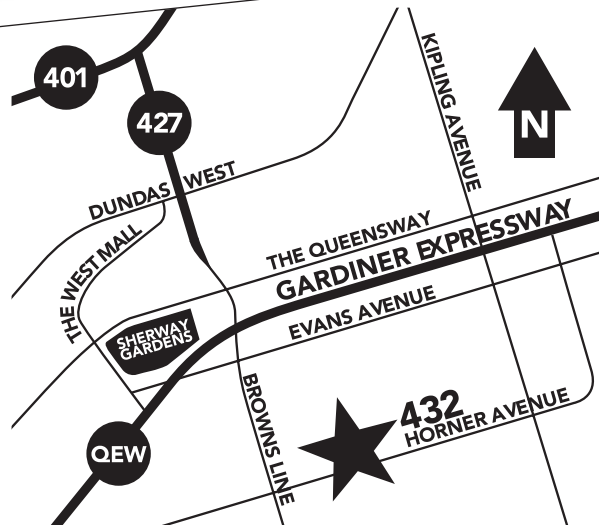 401
427
KIPLING AVENUE
N
DUNDAS WEST
THE WEST MALL
THE QUEENSWAY
GARDINER EXPRESSWAY
SHERWAY
GARDENS
EVANS AVENUE
BROWNS LINE
432
HORNER AVENUE
QEW